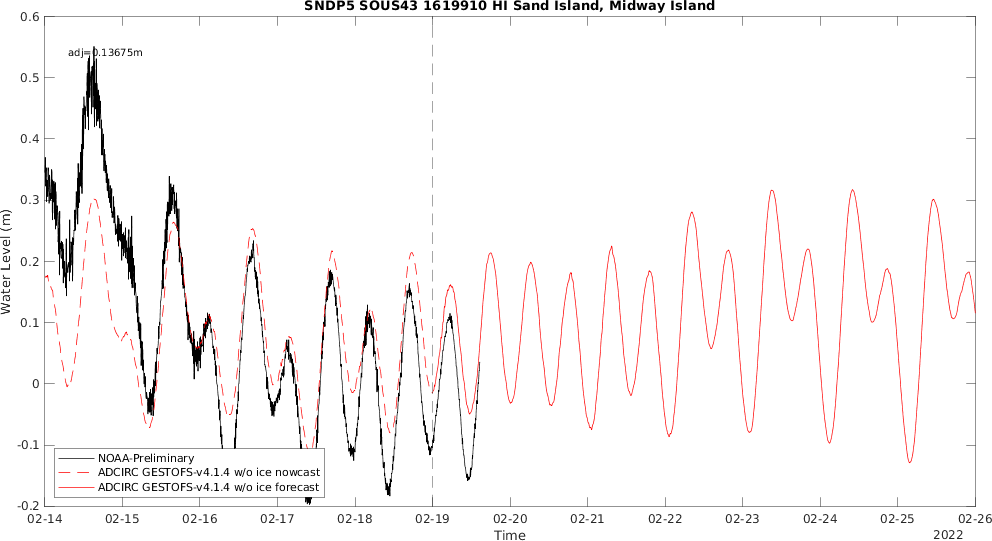 SNDP5 SOUS43 1619910 HI Sand Island, Midway Island
0.6
adj=0.13675m
0.5
0.4
0.3
0.2
0.1
0
-0.1
-0.2
Water Level (m)
NOAA-Preliminary
ADCIRC GESTOFS-v4.1.4 w/o ice nowcast
ADCIRC GESTOFS-v4.1.4 w/o ice forecast
02-14 02-15 02-16 02-17 02-18 02-19 02-20 02-21 02-22 02-23 02-24 02-25 02-26
Time
2022